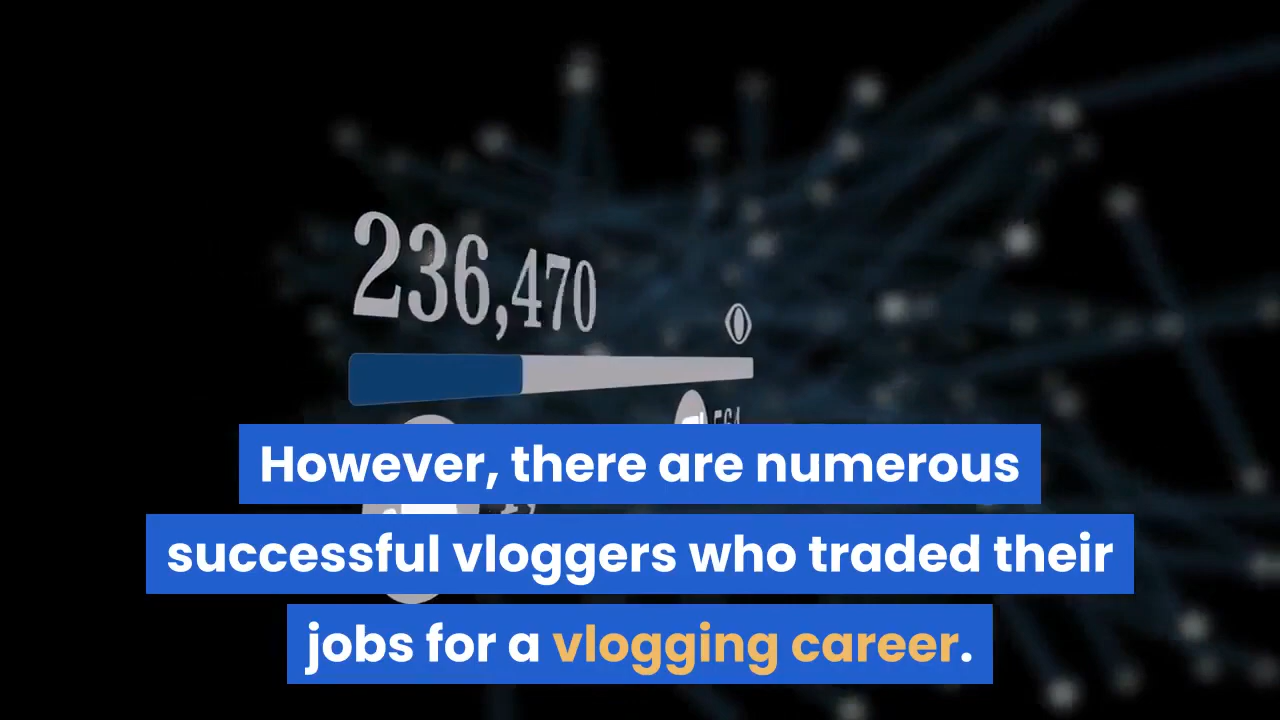 236,470
However, there are numerous
successful vloggers who traded their
jobs for a vlogging career.